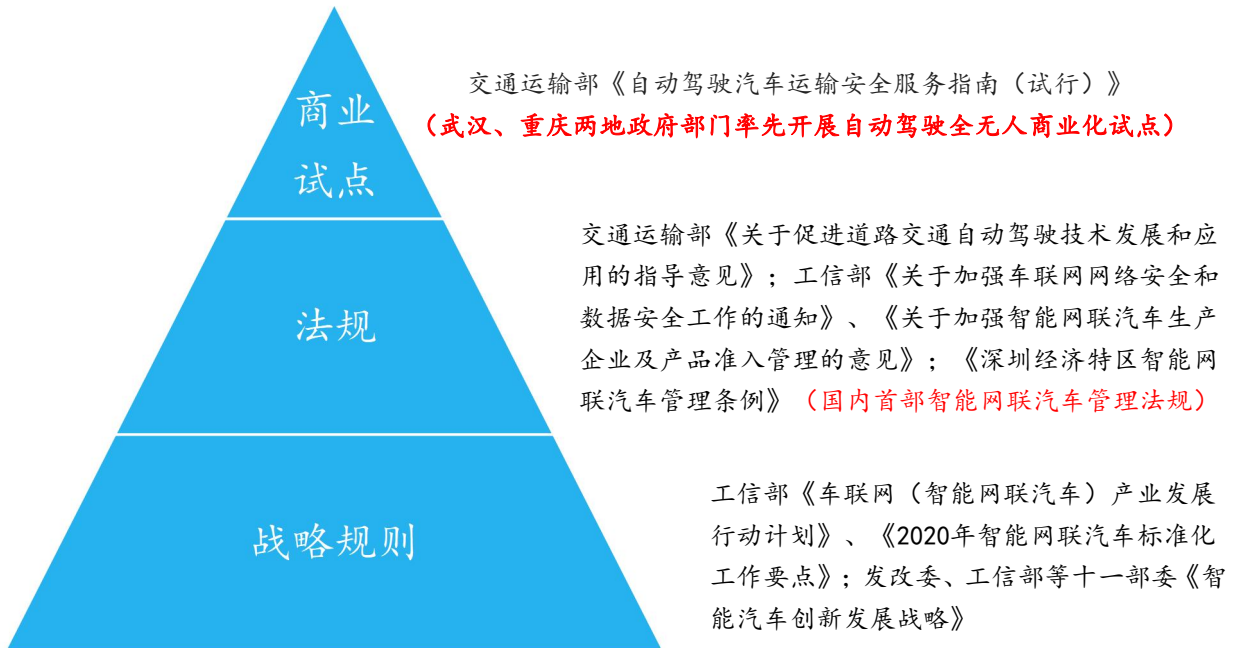 商业
试点
交通运输部《自动驾驶汽车运输安全服务指南（试行）》
（武汉、重庆两地政府部门率先开展自动驾驶全无人商业化试点）
法规
交通运输部《关于促进道路交通自动驾驶技术发展和应
用的指导意见》；工信部《关于加强车联网网络安全和
数据安全工作的通知》、《关于加强智能网联汽车生产
企业及产品准入管理的意见》；《深圳经济特区智能网
联汽车管理条例》（国内首部智能网联汽车管理法规）
战略规则
工信部《车联网（智能网联汽车）产业发展
行动计划》、《2020年智能网联汽车标准化
工作要点》；发改委、工信部等十一部委《智
能汽车创新发展战略》